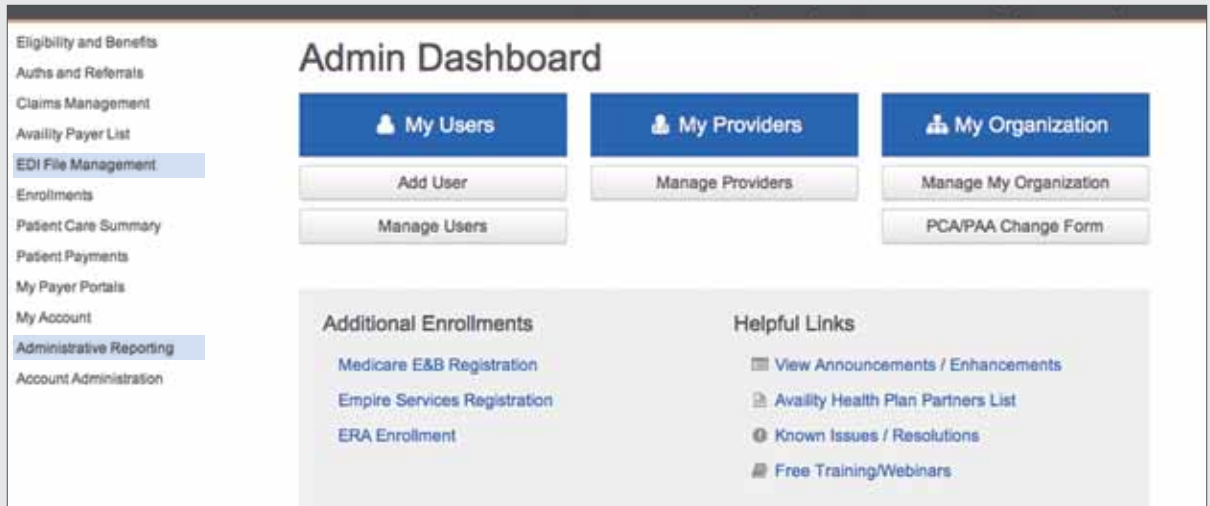 Eligibility and Benefits
Auths and Referrals
Claims Management
Availity Payer List
EDI File Management
Enrollments
Patient Care Summary
Patient Payments
My Payer Portals
My Account
Administrative Reporting
Account Administration
Admin Dashboard
My Users
My Providers
My Organization
Add User
Manage Providers
Manage My Organization
Manage Users
PCA/PAA Change Form
Additional Enrollments
Medicare E&B Registration
Empire Services Registration
ERA Enrollment
Helpful Links
View Announcements / Enhancements
Availity Health Plan Partners List
Known Issues / Resolutions
Free Training/Webinars